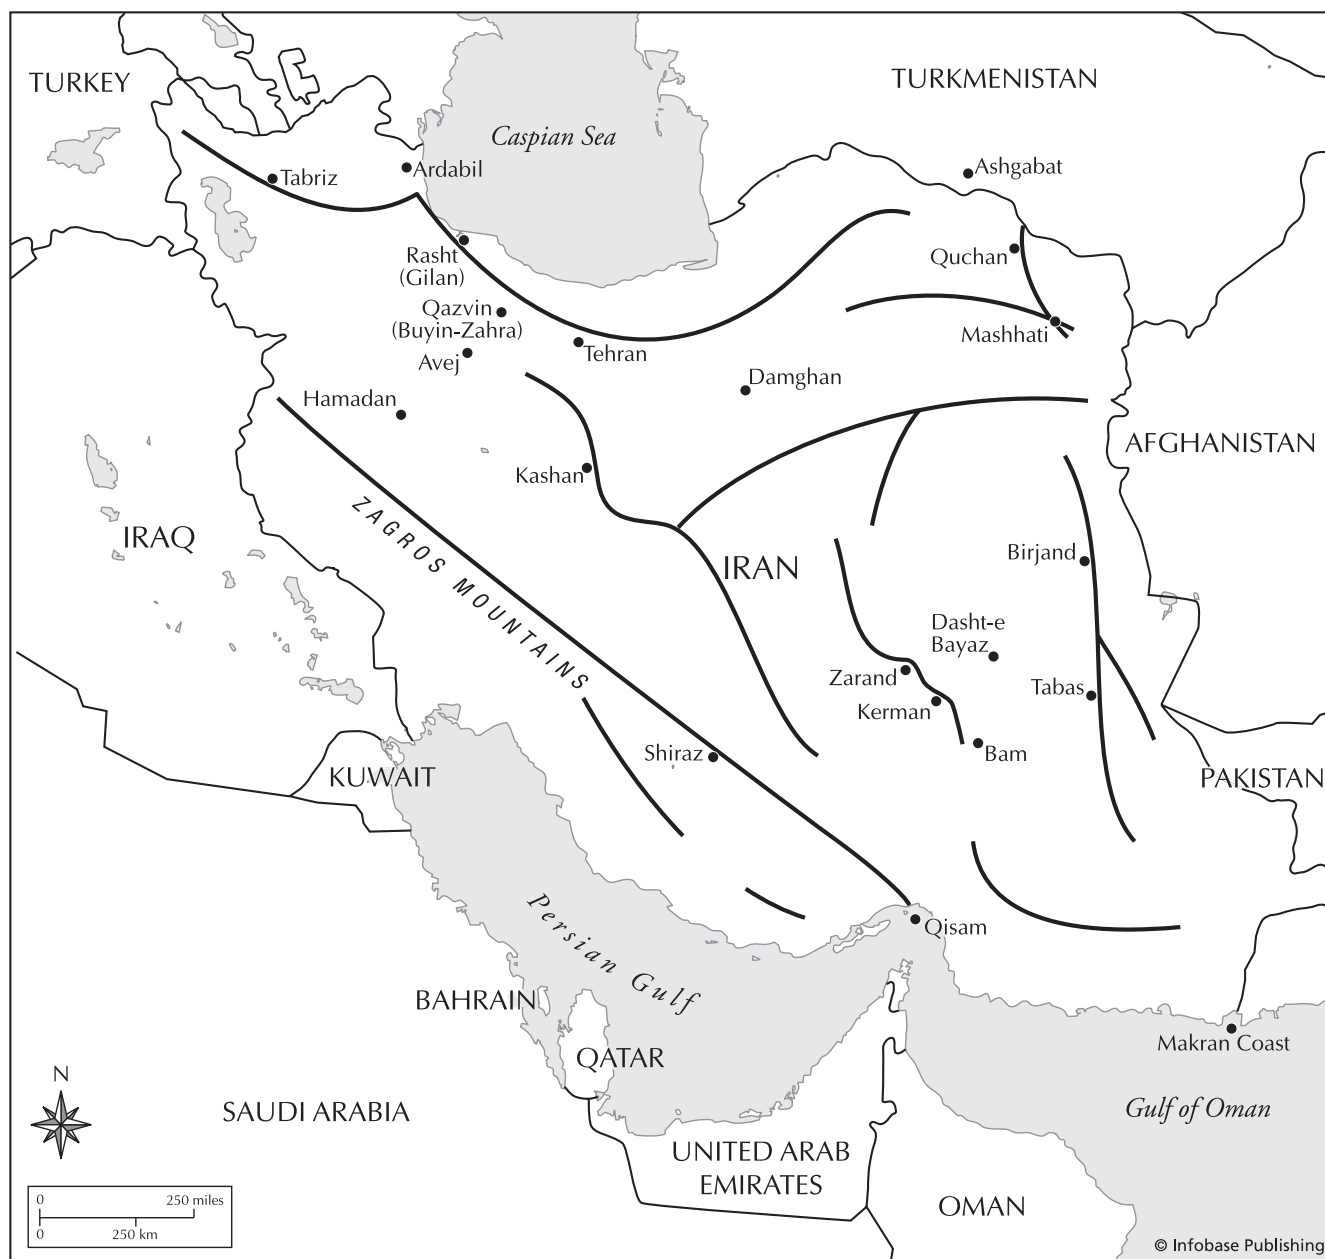 TURKEY
TURKMENISTAN
Caspian Sea
Ashgabat
Tabriz
Ardabil
Rasht
(Gilan)
Quchan
Qazvin
(Buyin-Zahra)
Avej
Tehran
Mashhati
Damghan
Hamadan
AFGHANISTAN
Kashan
ZAGROS MOUNTAINS
IRAQ
IRAN
Birjand
Dasht-e
Bayaz
Zarand
Tabas
Kerman
Shiraz
Bam
KUWAIT
PAKISTAN
Persian Gulf
Qisam
BAHRAIN
Makran Coast
QATAR
N
SAUDI ARABIA
Gulf of Oman
UNITED ARAB
EMIRATES
OMAN
0 250 miles
0 250 km
© Infobase Publishing